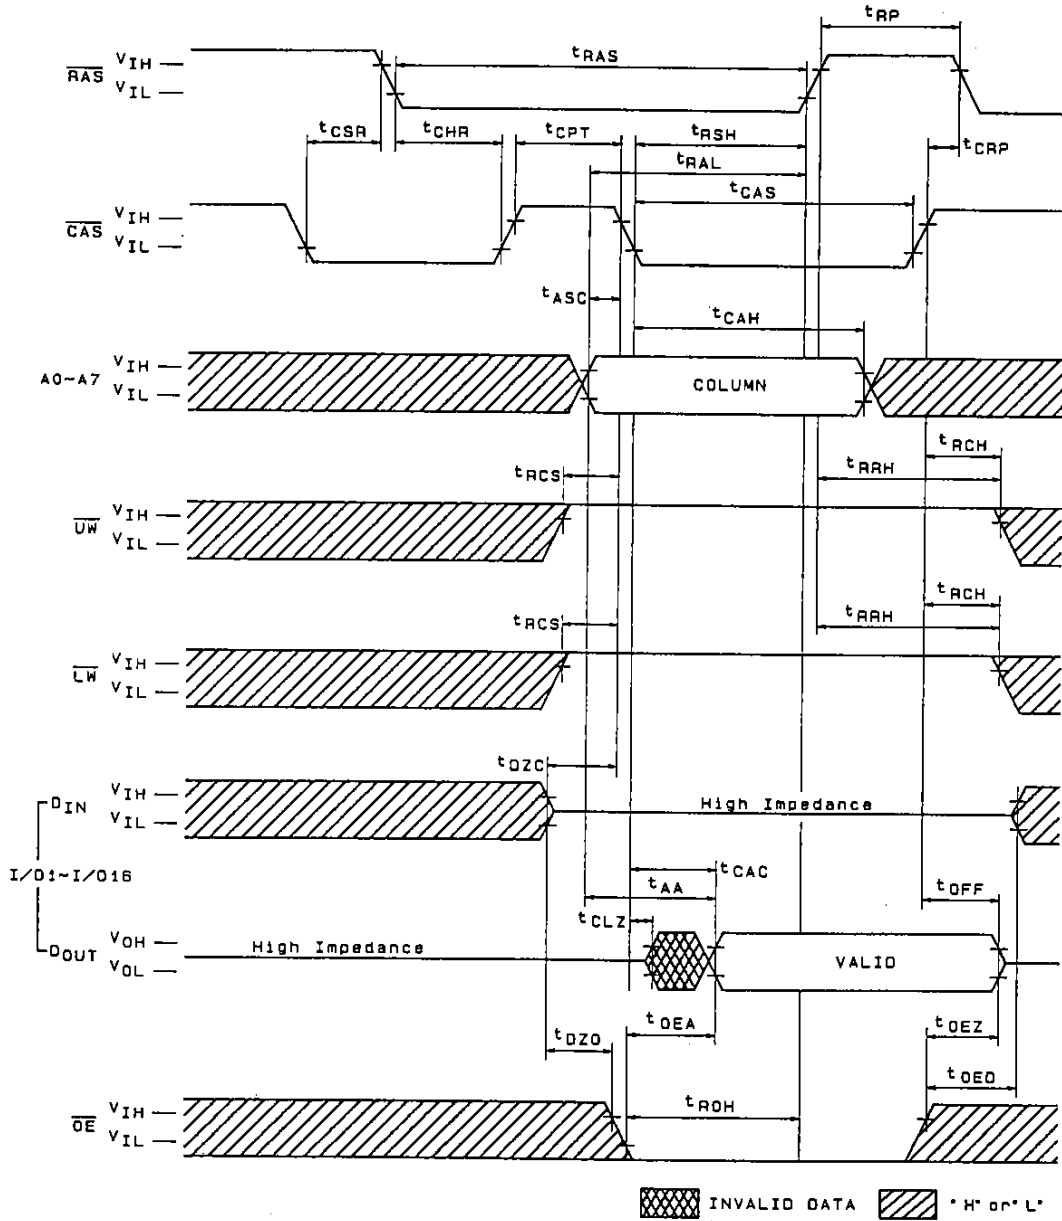 tRP
VIH
tRAS
RAS
VIL
tCSR tCHR tCPT tRSH tCRP
tRAL
tCAS
VIH
CAS
VIL
tASC
tCAH
VIH
A0~A7 COLUMN
VIL
tRCH
tRCS tRRH
VIH
UW
VIL
tRCH
tRCS tRRH
VIH
LW
VIL
tDZC
VIH
DIN High Impedance
VIL
I/O1~I/O16
tCAC
tAA tOFF
tCLZ
VOH
DOUT High Impedance VALID
VOL
tOEA tOEZ
tDZO
tOED
tROH
VIH
OE
VIL
INVALID DATA "H" or "L"